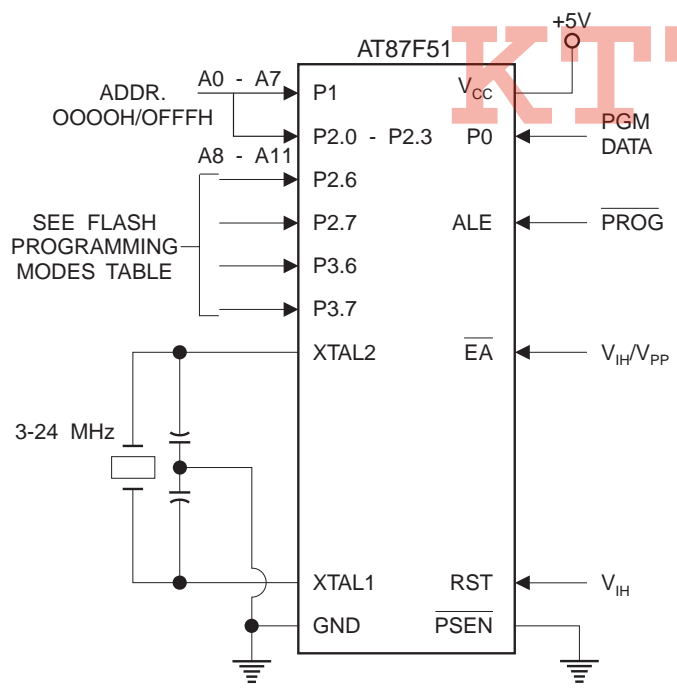 +5V
AT87F51
KT
A0 - A7
P1
VCC
ADDR.
OOOOH/OFFFH
P2.0 - P2.3
P0
PGM
DATA
A8 - A11
P2.6
SEE FLASH
PROGRAMMING
MODES TABLE
P2.7
ALE
PROG
P3.6
P3.7
XTAL2
EA
VIH/VPP
3-24 MHz
XTAL1
RST
VIH
GND
PSEN